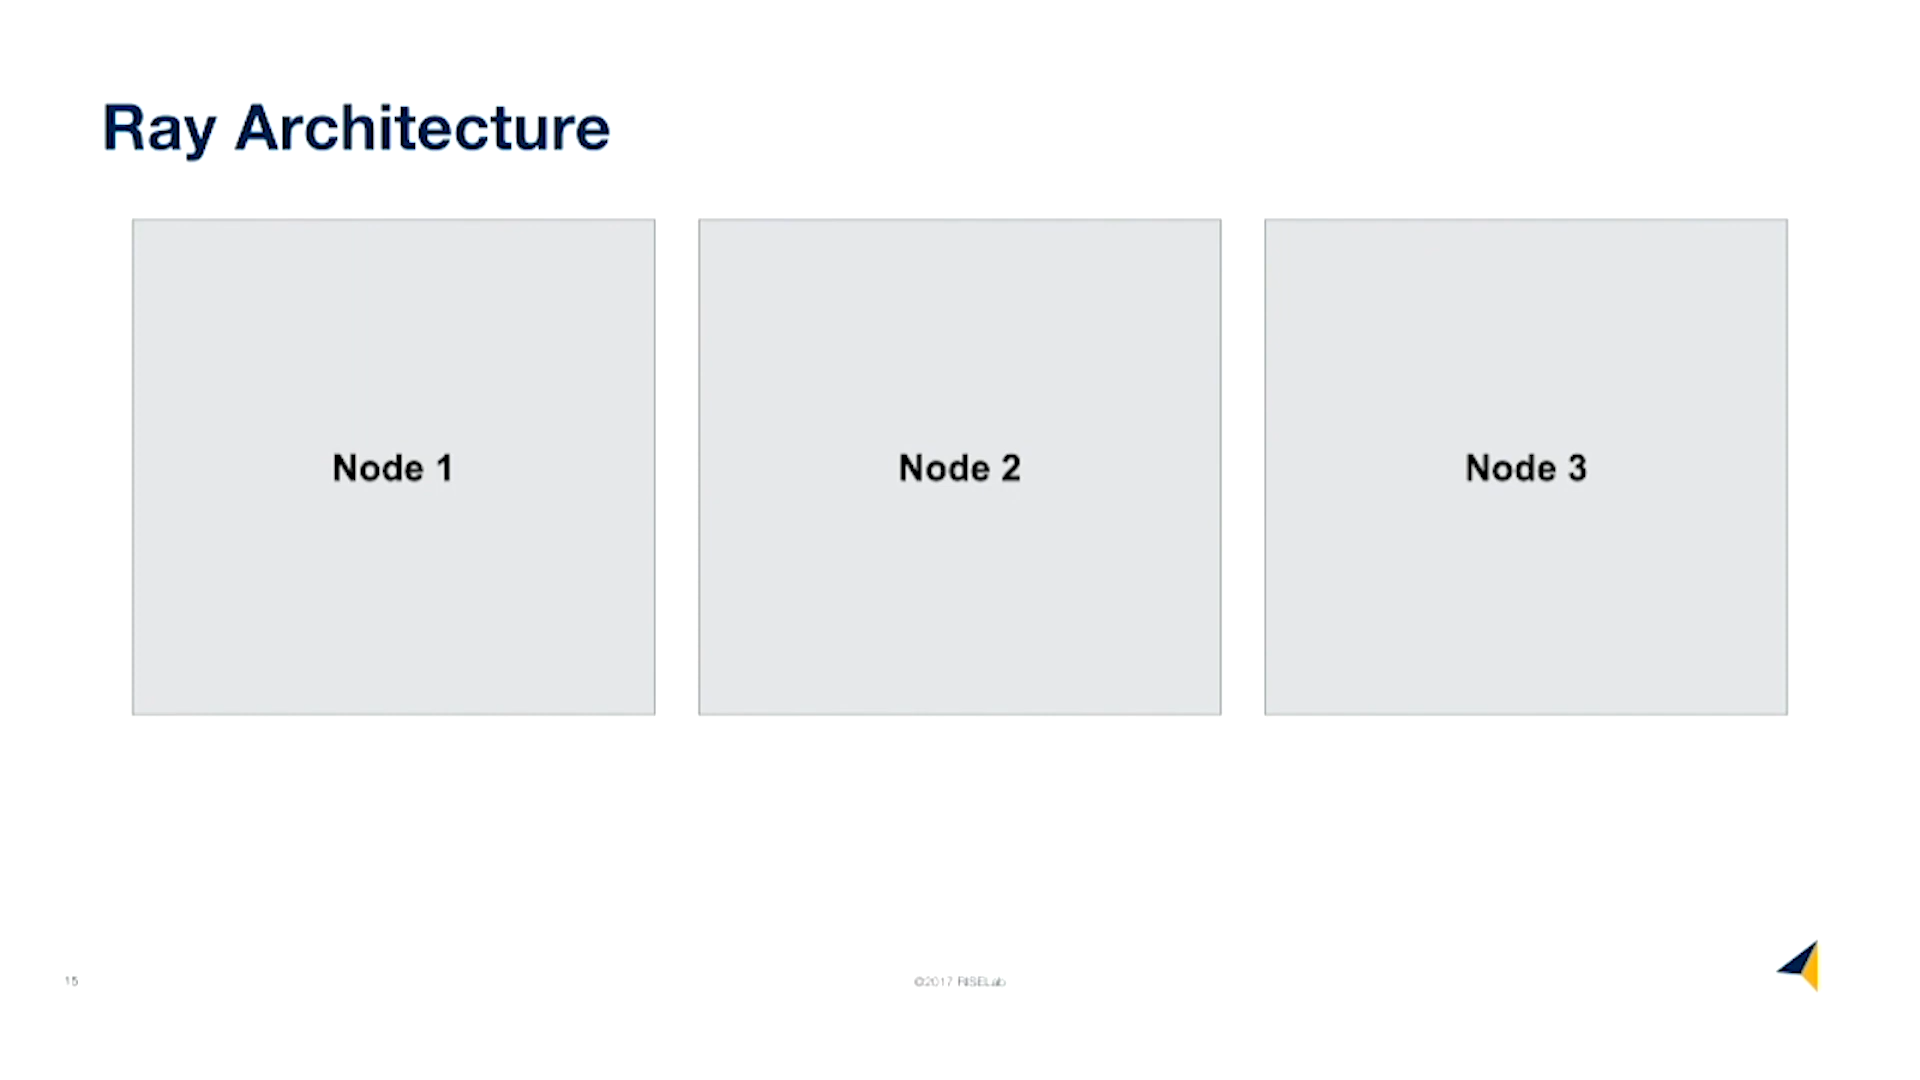 Ray Architecture
Node 1
Node 2
Node 3
15
©2017 RISELab